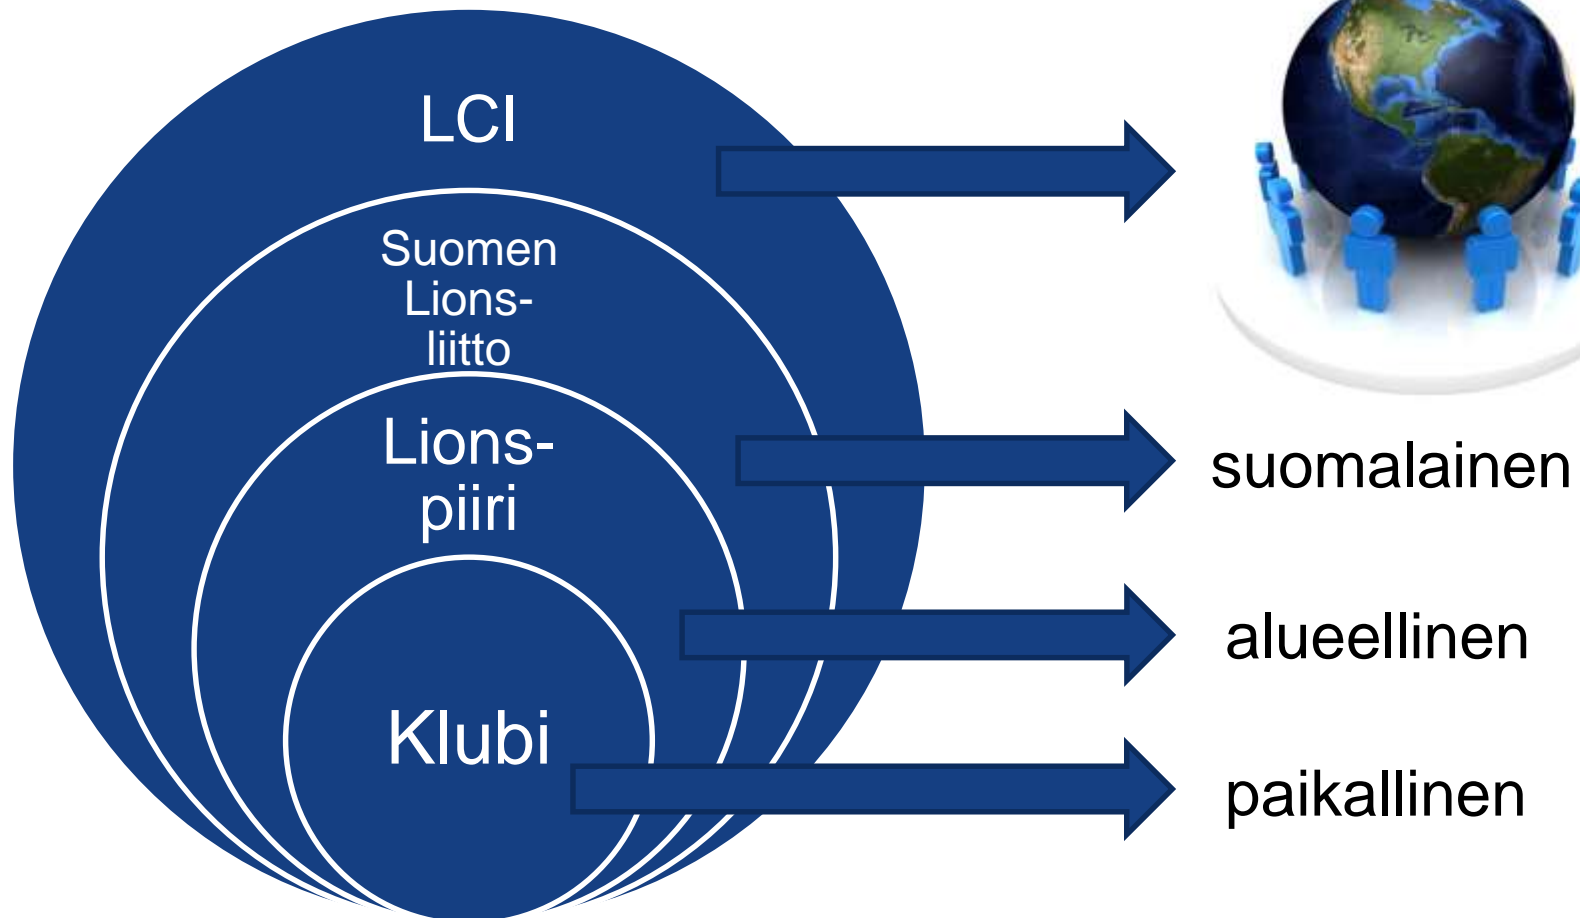 LCI
Suomen
Lions-
liitto
Lions-
piiri
Klubi
suomalainen
alueellinen
paikallinen